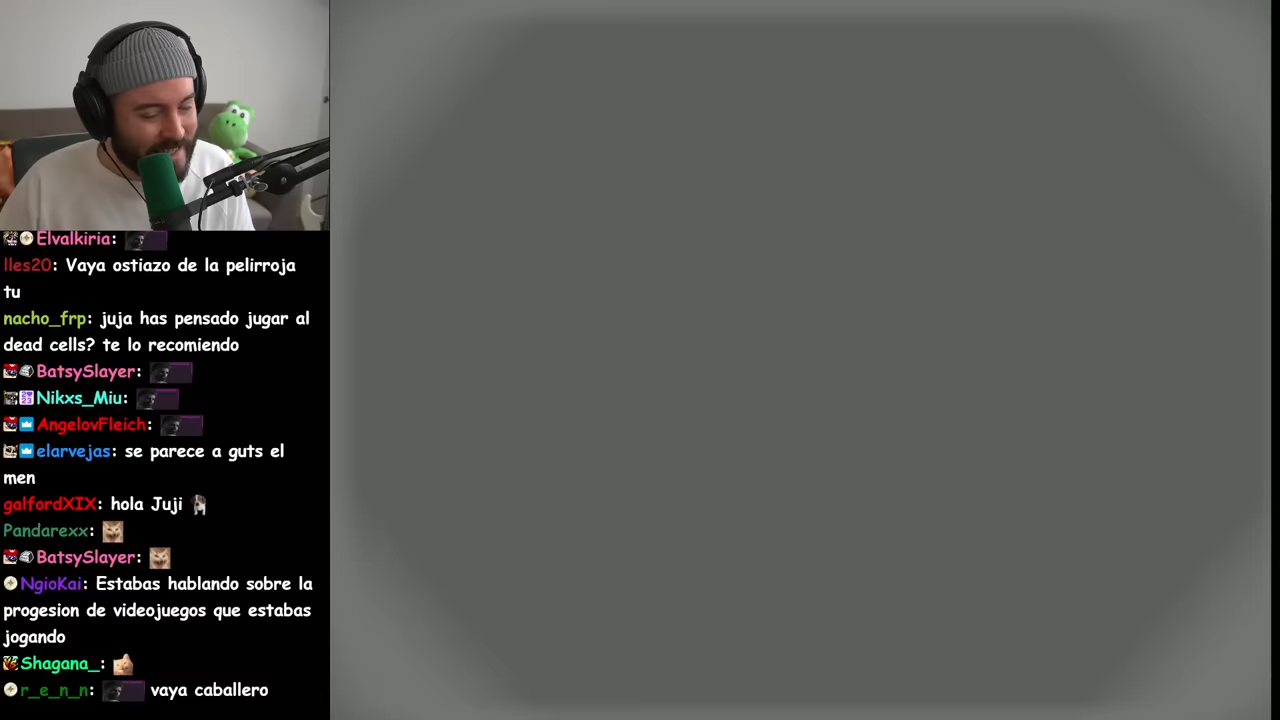 Elvalkiria:
lles20: Vaya ostiazo de la pelirroja
tu
nacho_frp: juja has pensado jugar al
dead cells? te lo recomiendo
BatsySlayer:
Nikxs_Miu:
AngelovFleich:
elarvejas: se parece a guts el
men
galfordXIX: hola Juji
Pandarexx:
BatsySlayer:
NgioKai: Estabas hablando sobre la
progesion de videojuegos que estabas
jogando
Shagana_:
r_e_n_n: vaya caballero